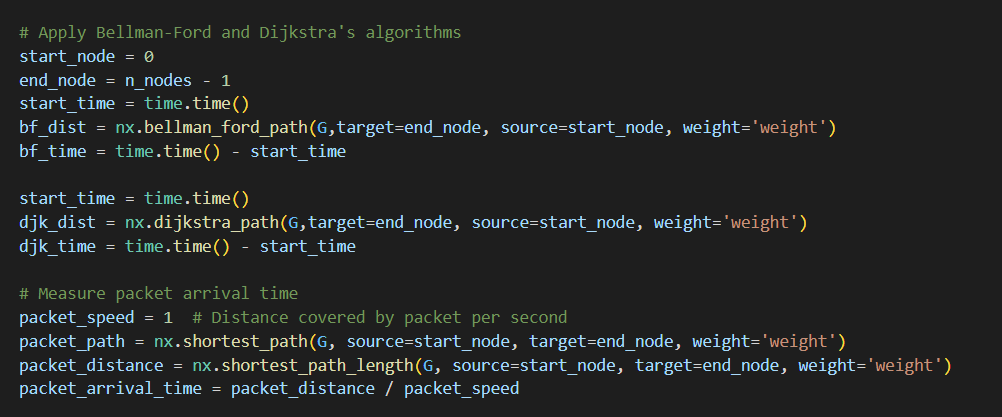 # Apply Bellman-Ford and Dijkstra's algorithms
start_node = 0
end_node = n_nodes - 1
start_time = time.time()
bf_dist = nx.bellman_ford_path(G,target=end_node, source=start_node, weight='weight')
bf_time = time.time() - start_time

start_time = time.time()
djk_dist = nx.dijkstra_path(G,target=end_node, source=start_node, weight='weight')
djk_time = time.time() - start_time

# Measure packet arrival time
packet_speed = 1  # Distance covered by packet per second
packet_path = nx.shortest_path(G, source=start_node, target=end_node, weight='weight')
packet_distance = nx.shortest_path_length(G, source=start_node, target=end_node, weight='weight')
packet_arrival_time = packet_distance / packet_speed